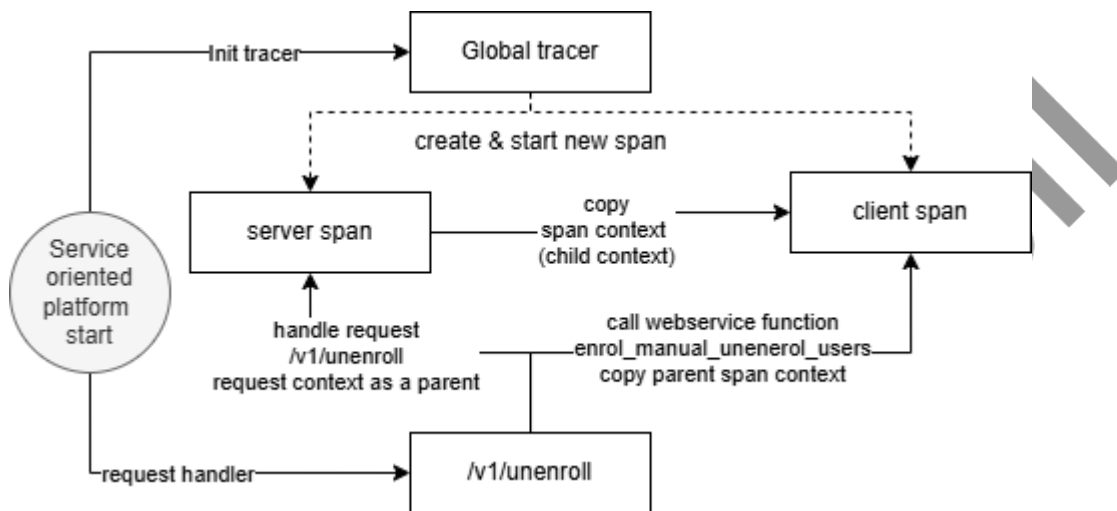 Init tracer
Global tracer
create & start new span
server span
copy
span context
(child context)
client span
Service
oriented
platform
start
handle request
/v1/unenroll
request context as a parent
call webservice function
enrol_manual_unenerol_users
copy parent span context
request handler
/v1/unenroll